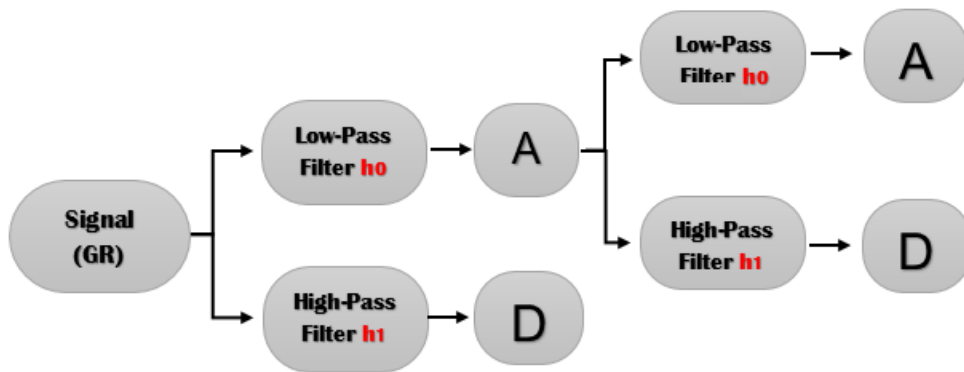 Signal
(GR)
Low-Pass
Filter h0
A
High-Pass
Filter h1
D
Low-Pass
Filter h0
A
High-Pass
Filter h1
D